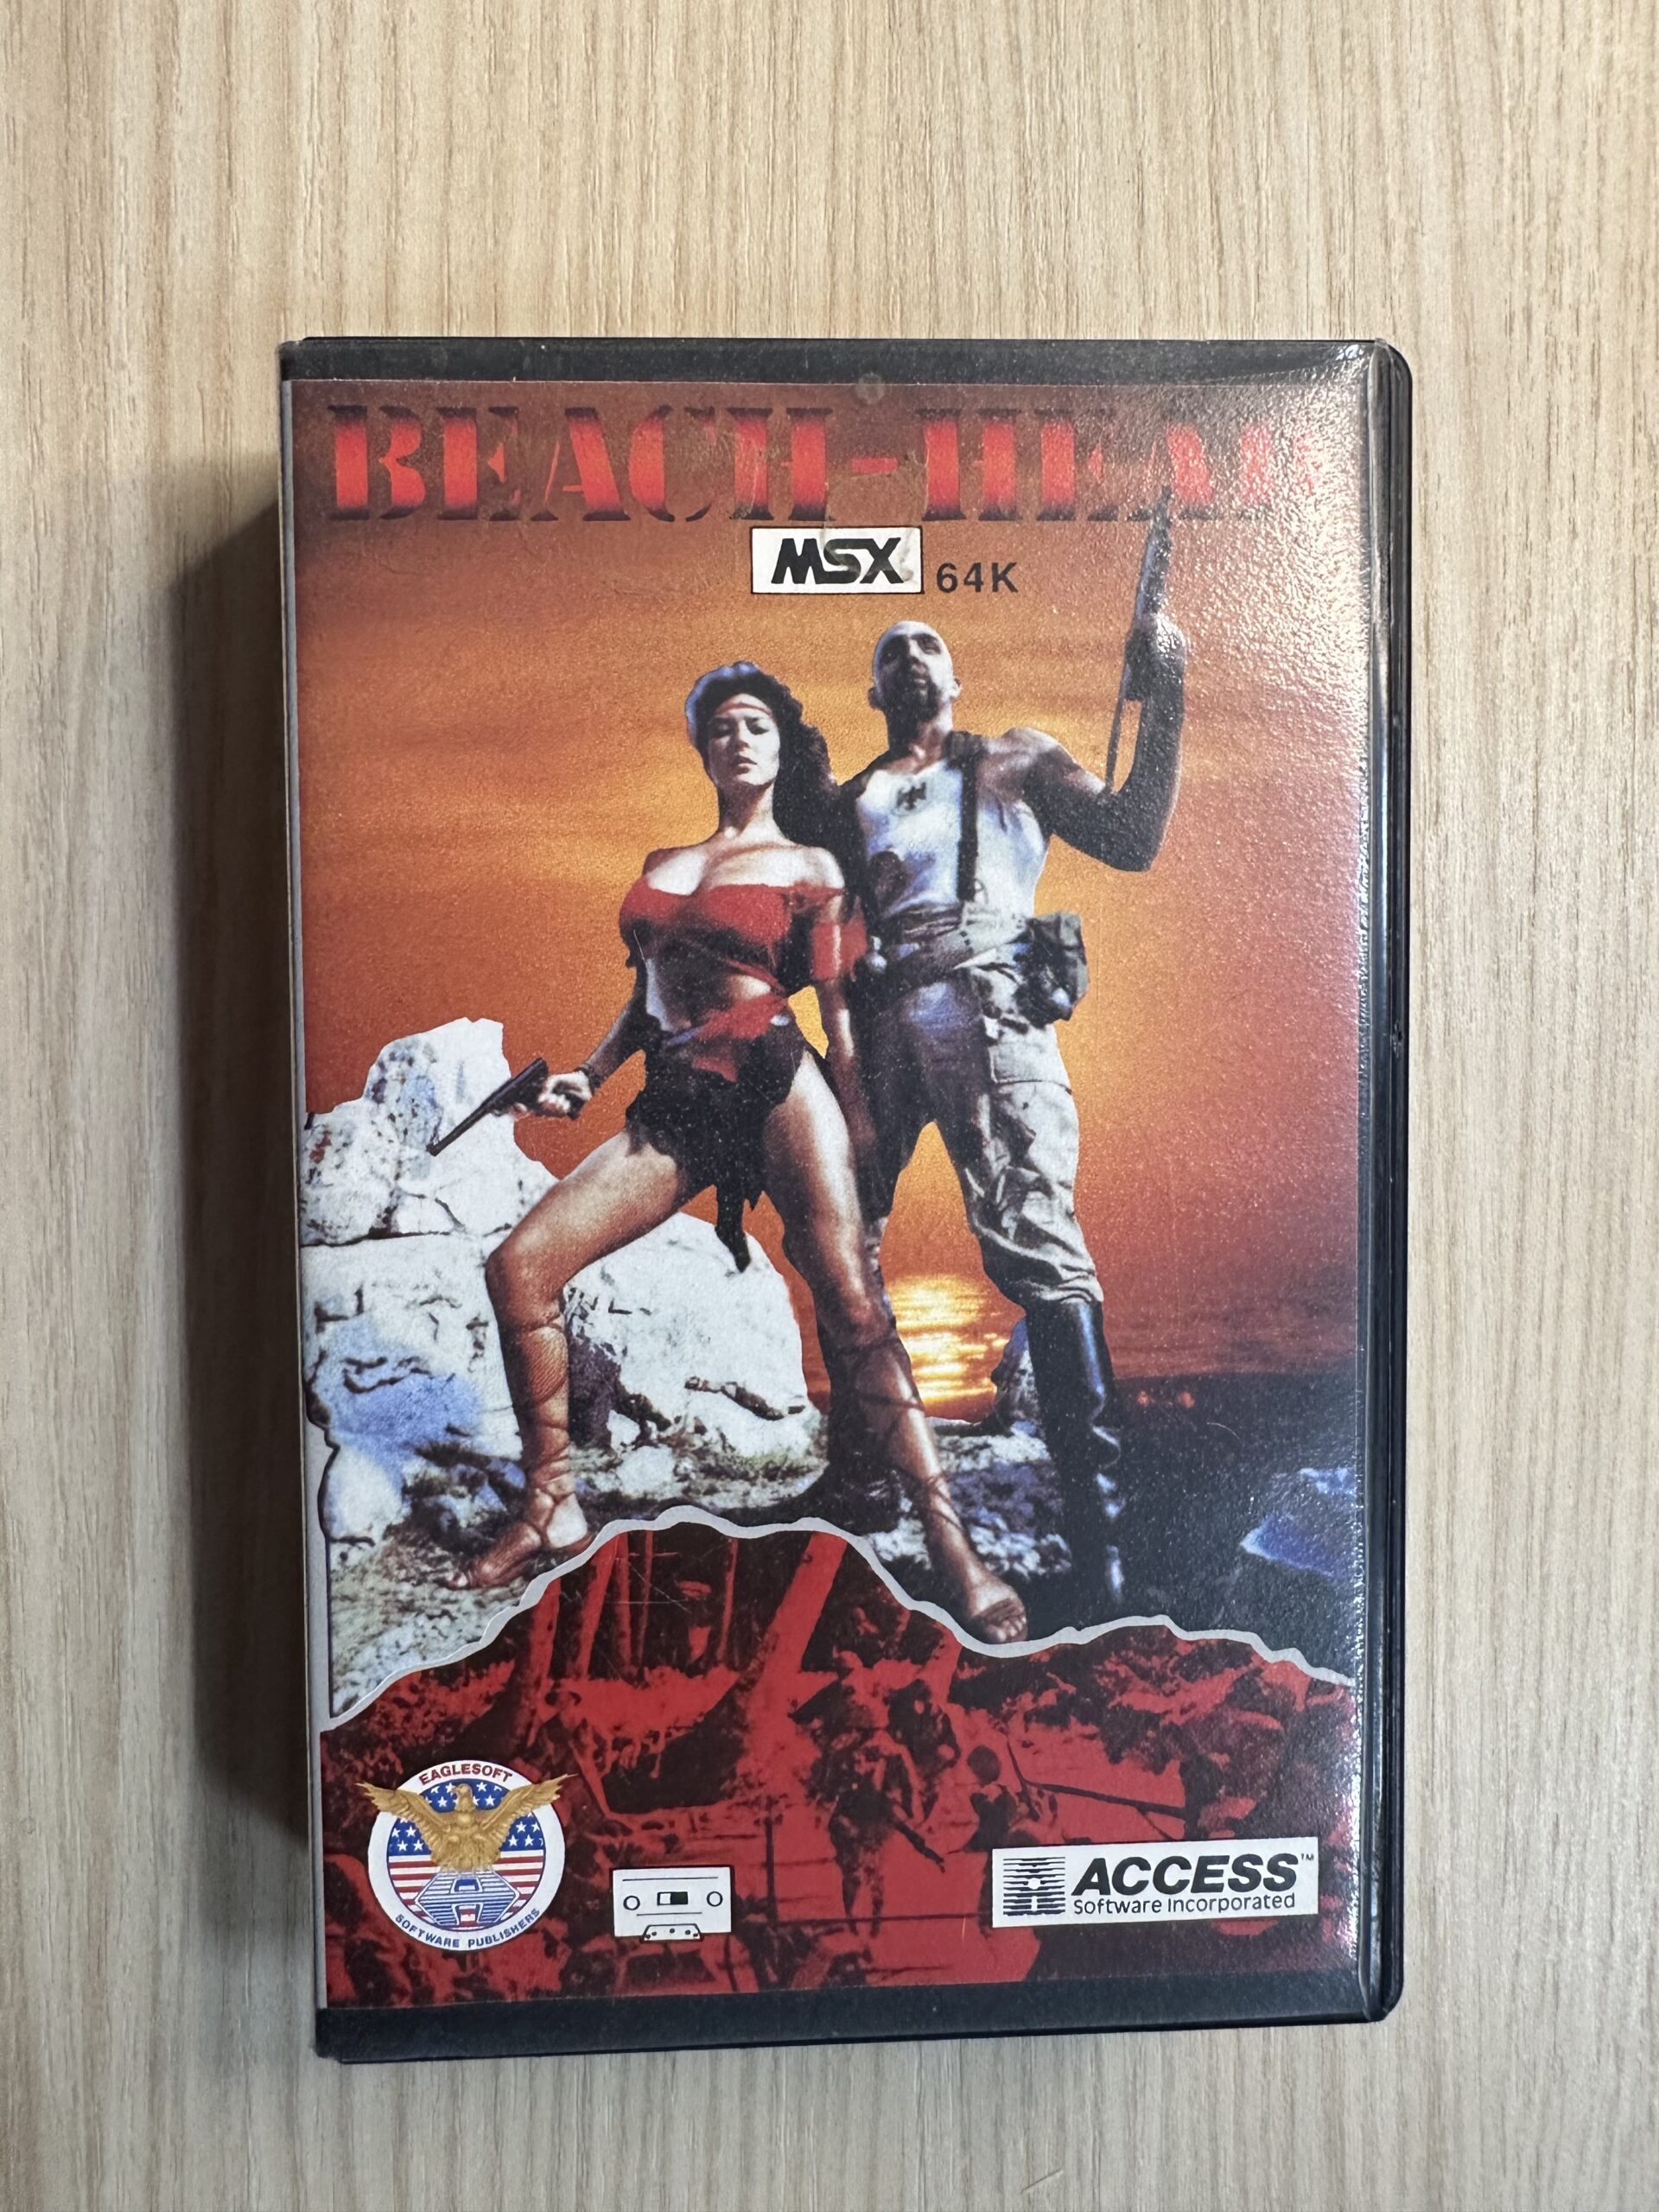 BEACH-HEAD
MSX 64K
EAGLESOFT
SOFTWARE PUBLISHERS
ACCESS™
Software Incorporated